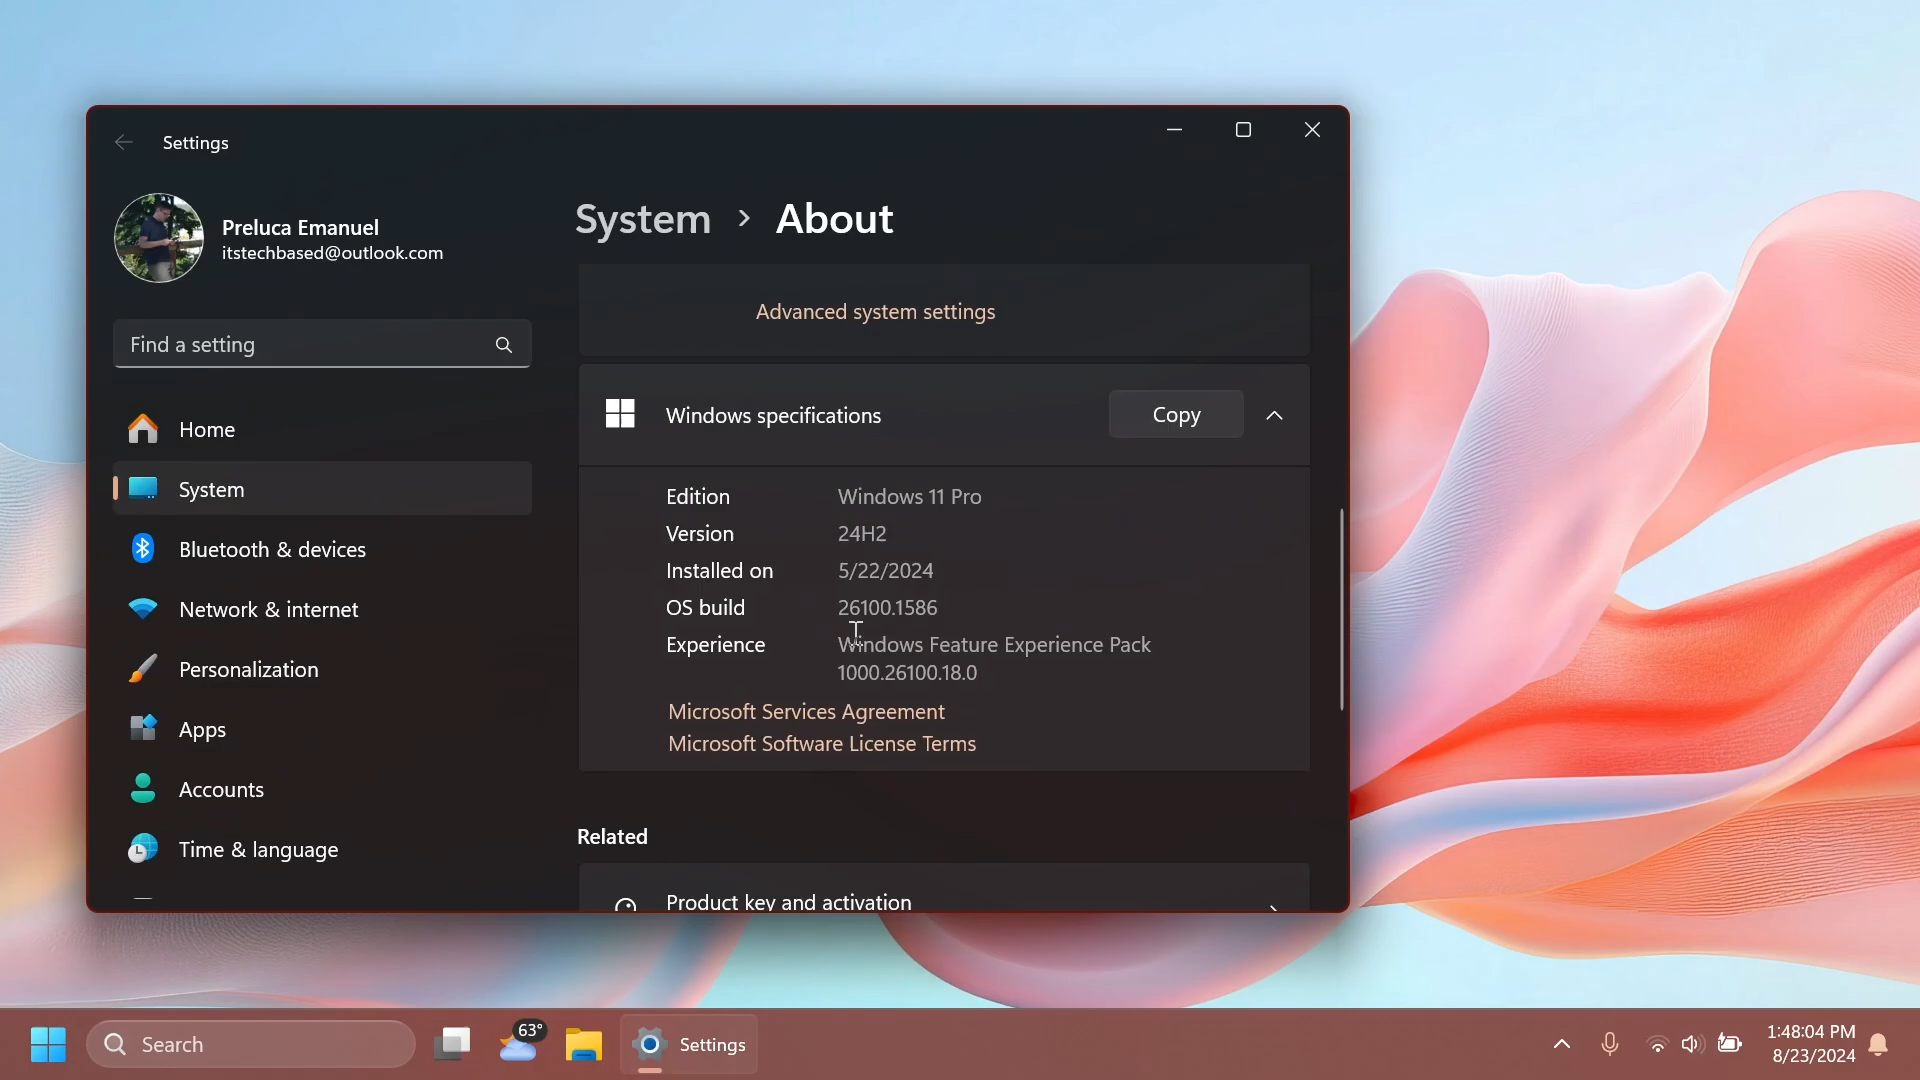 Settings
Preluca Emanuel
itstechbased@outlook.com
Find a setting
Home
System
Bluetooth & devices
Network & internet
Personalization
Apps
Accounts
Time & language
System > About
Advanced system settings
Windows specifications
Copy
Edition Windows 11 Pro
Version 24H2
Installed on 5/22/2024
OS build 26100.1586
Experience Windows Feature Experience Pack
1000.26100.18.0
Microsoft Services Agreement
Microsoft Software License Terms
Related
Product key and activation
Search
63°
Settings
1:48:04 PM
8/23/2024